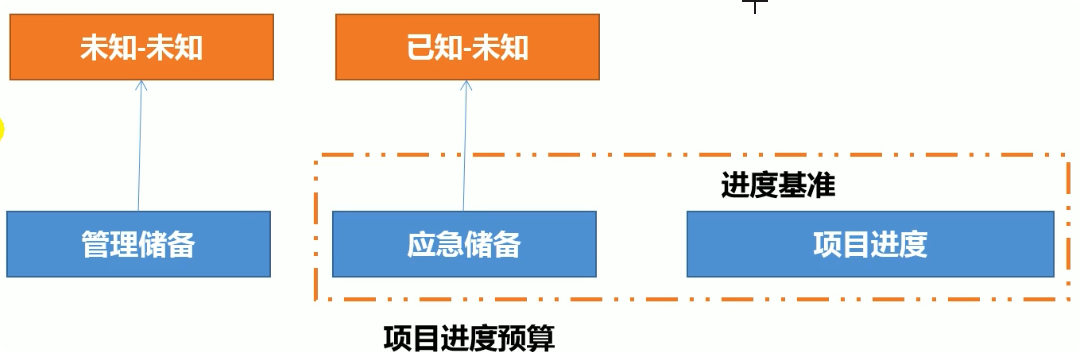 未知-未知
已知-未知
进度基准
管理储备
应急储备
项目进度
项目进度预算